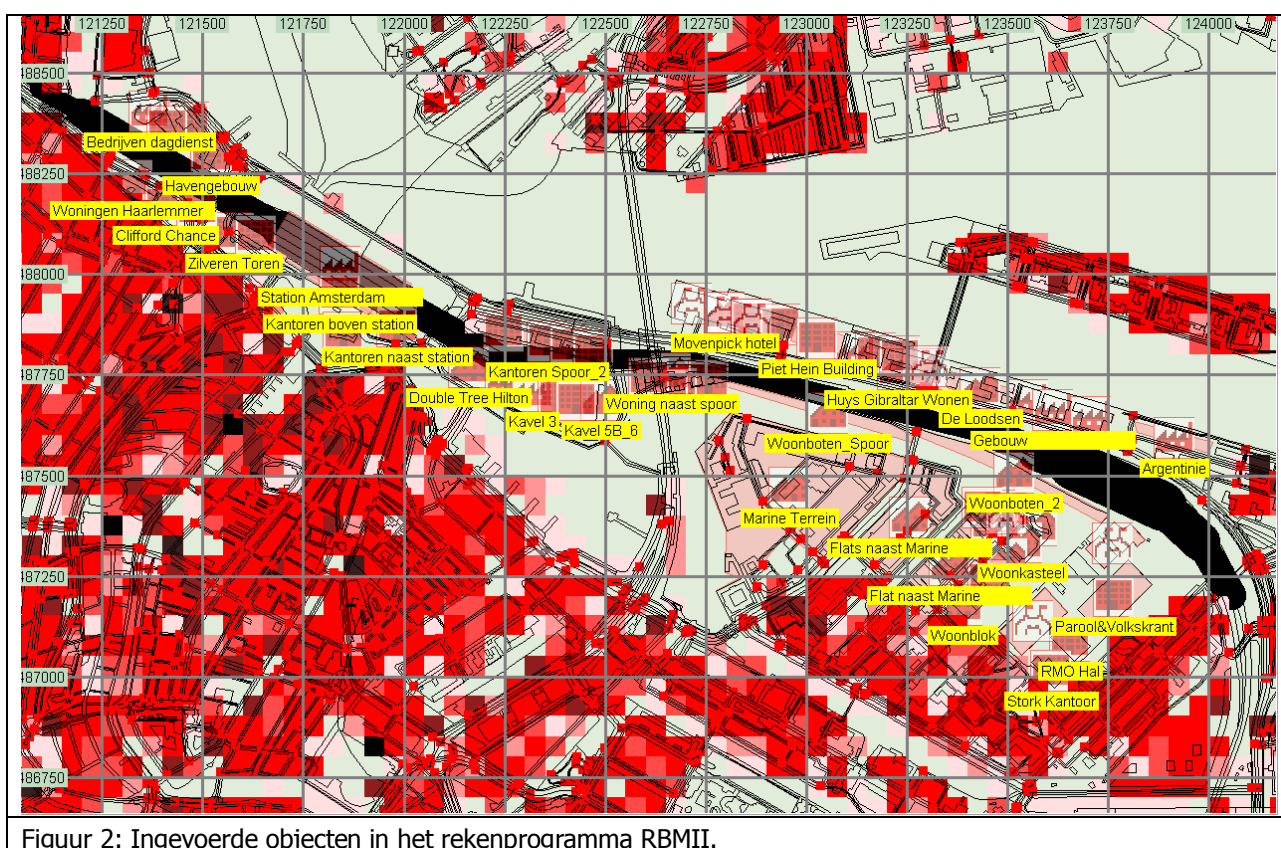 121250 121500 121750 122000 122250 122500 122750 123000 123250 123500 123750 124000
488500
Bedrijven dagdienst
488250
Havengebouw
Woningen Haarlemmer
Clifford Chance
Zilveren Toren
488000
Station Amsterdam
Kantoren boven station
Movenpick hotel
Kantoren naast station
Kantoren Spoor_2
Piet Hein Building
487750
Double Tree Hilton
Woning naast spoor
Huys Gibraltar Wonen
Kavel 3
Kavel 5B_6
De Loodsen
Woonboten_Spoor
Gebouw
Argentinie
487500
Woonboten_2
Marine Terrein
Flats naast Marine
Woonkasteel
487250
Flat naast Marine
Woonblok
Parool&Volkskrant
RMO Hal
487000
Stork Kantoor
486750
Figuur 2: Ingevoerde objecten in het rekenprogramma RBMII.